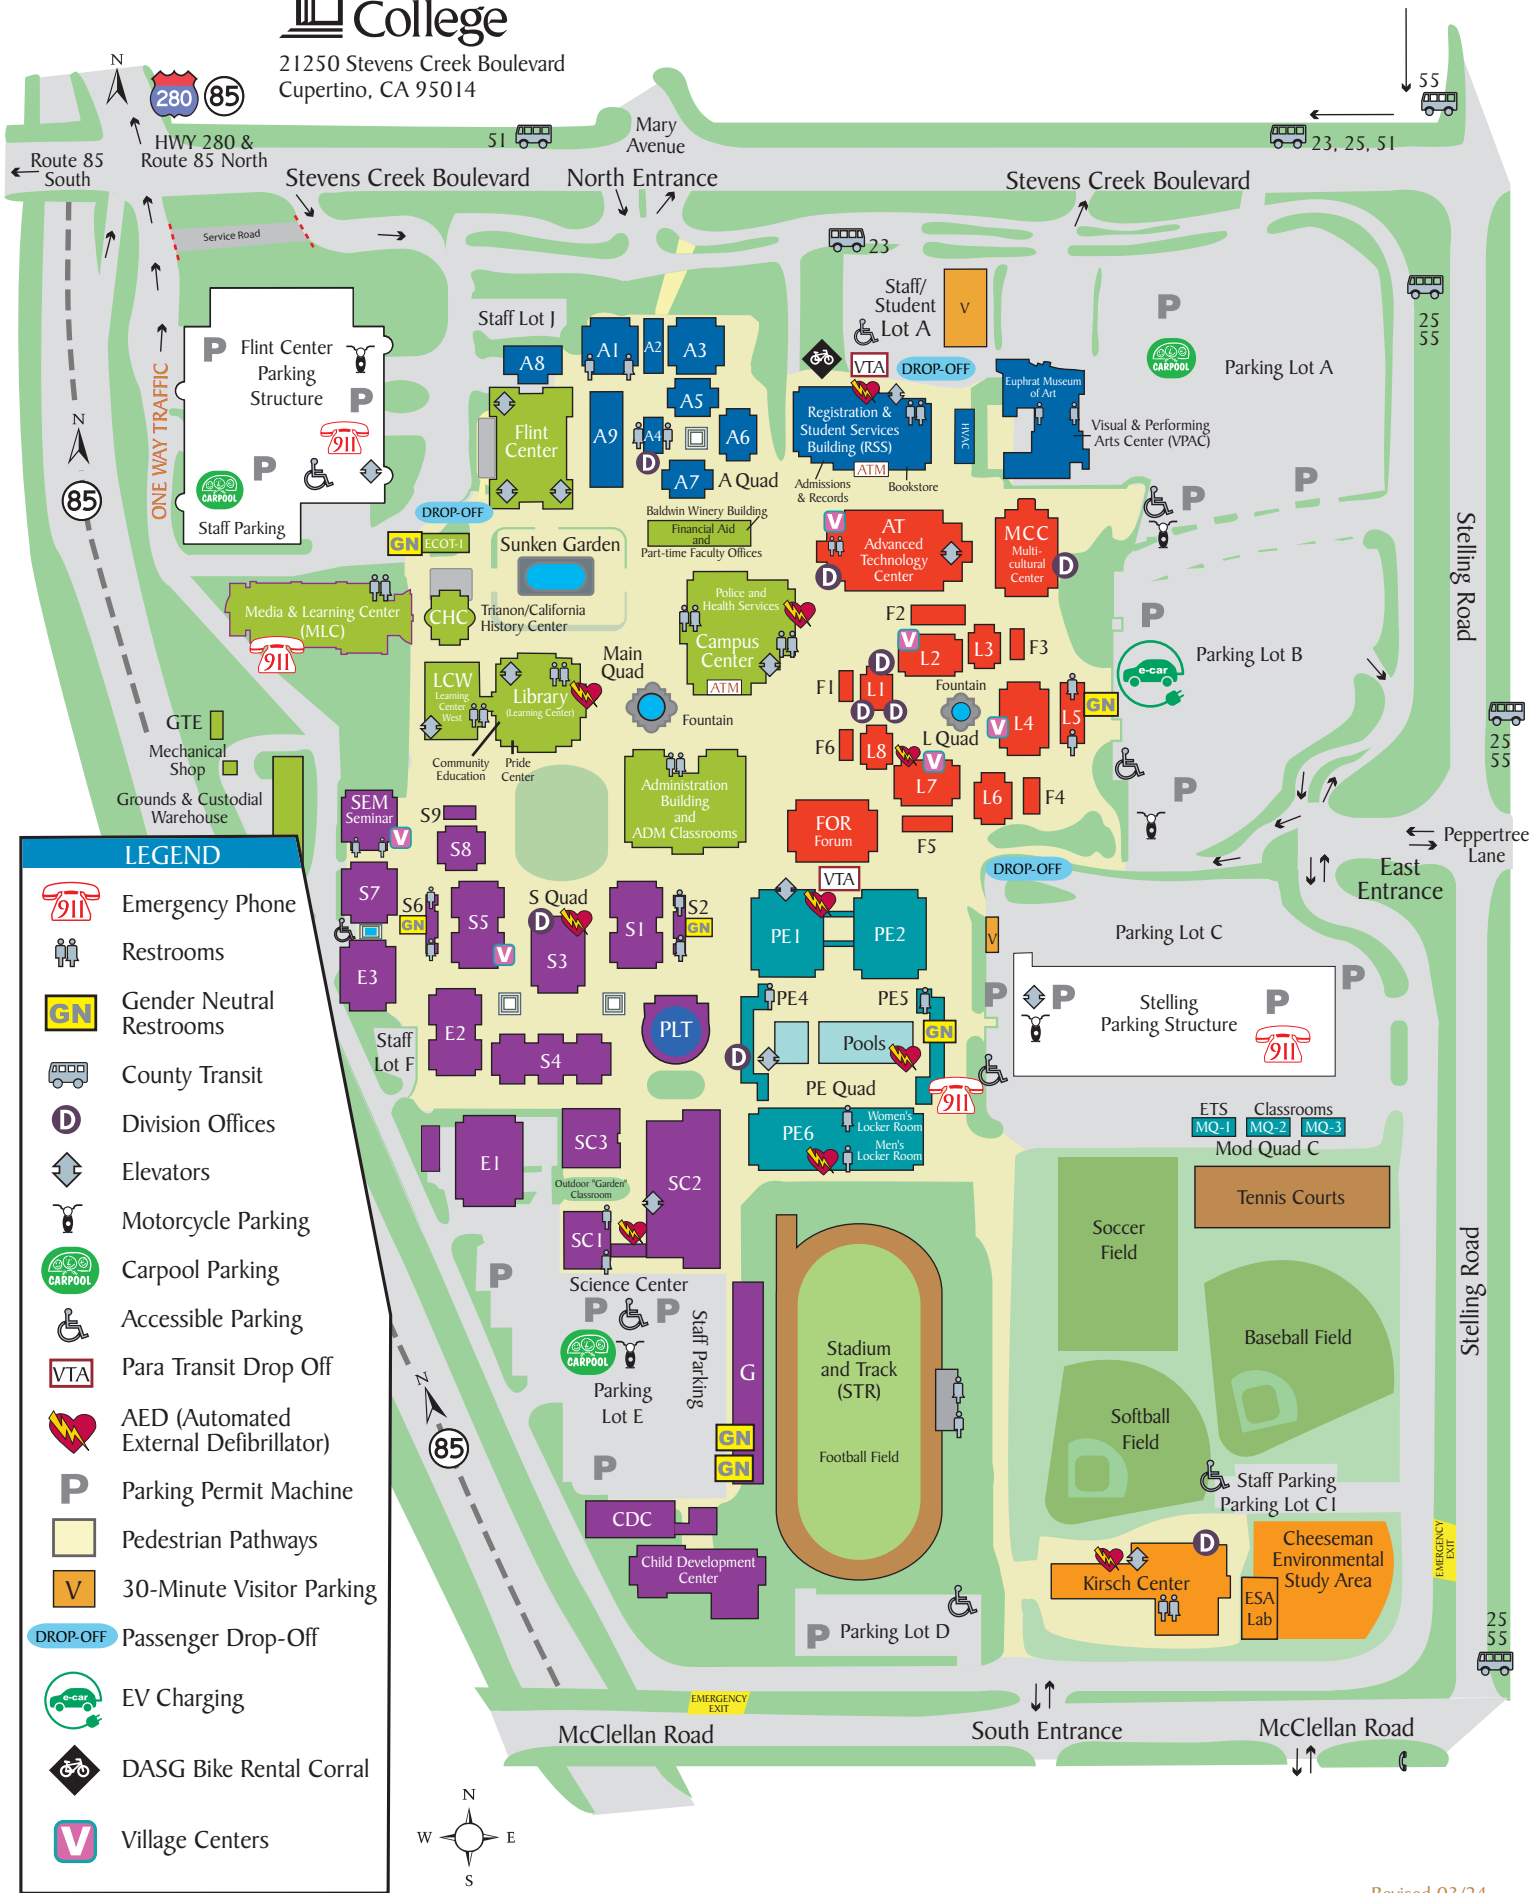 College
21250 Stevens Creek Boulevard
Cupertino, CA 95014
N
280
85
HWY 280 &
Route 85 North
Route 85
South
51
Mary
Avenue
55
23, 25, 51
Stevens Creek Boulevard
North Entrance
Stevens Creek Boulevard
Service Road
23
25
55
ONE WAY TRAFFIC
N
85
P
Flint Center
Parking
Structure
P
911
P
CARPOOL
Staff Parking
Staff Lot J
A8
A1
A2
A3
A5
A9
A4
A6
D
A7
A Quad
Flint
Center
DROP-OFF
GN
ECOT-1
Staff/
Student
Lot A
V
VTA
DROP-OFF
Registration &
Student Services
Building (RSS)
ATM
Admissions
& Records
Bookstore
HVAC
Euphrat Museum
of Art
Visual & Performing
Arts Center (VPAC)
P
CARPOOL
Parking Lot A
P
P
Baldwin Winery Building
Financial Aid
and
Part-time Faculty Offices
Sunken Garden
V
AT
Advanced
Technology
Center
D
MCC
Multi-
cultural
Center
D
Stelling Road
Media & Learning Center
(MLC)
911
CHC
Trianon/California
History Center
Police and
Health Services
Campus
Center
ATM
F2
V
L2
L3
F3
D
F1
L1
D
D
Fountain
L4
V
L5
GN
F6
L8
L Quad
V
L7
L6
F4
F5
P
e-car
Parking Lot B
P
LCW
Learning
Center
West
Library
(Learning Center)
Main
Quad
Fountain
Community
Education
Pride
Center
GTE
Mechanical
Shop
Grounds & Custodial
Warehouse
Administration
Building
and
ADM Classrooms
FOR
Forum
VTA
25
55
Peppertree
Lane
East
Entrance
DROP-OFF
SEM
Seminar
V
S9
S8
S7
S6
GN
S5
V
S Quad
D
S3
S1
S2
GN
E3
E2
S4
PLT
Staff
Lot F
PE1
PE2
PE4
PE5
GN
Pools
D
PE Quad
911
PE6
Women's
Locker Room
Men's
Locker Room
V
Parking Lot C
P
P
P
P
Stelling
Parking Structure
911
ETS
Classrooms
MQ-1
MQ-2
MQ-3
Mod Quad C
Tennis Courts
E1
SC3
Outdoor "Garden"
Classroom
SC2
SC1
Science Center
P
P
P
CARPOOL
Parking
Lot E
Staff Parking
P
G
GN
GN
CDC
Child Development
Center
Stadium
and Track
(STR)
Football Field
Soccer
Field
Baseball Field
Softball
Field
Stelling Road
Staff Parking
Parking Lot C1
D
Kirsch Center
Cheeseman
Environmental
Study Area
ESA
Lab
EMERGENCY
EXIT
25
55
P
Parking Lot D
N
85
EMERGENCY
EXIT
McClellan Road
South Entrance
McClellan Road
LEGEND
911
Emergency Phone
Restrooms
GN
Gender Neutral
Restrooms
County Transit
D
Division Offices
Elevators
Motorcycle Parking
CARPOOL
Carpool Parking
Accessible Parking
VTA
Para Transit Drop Off
AED (Automated
External Defibrillator)
P
Parking Permit Machine
Pedestrian Pathways
V
30-Minute Visitor Parking
DROP-OFF
Passenger Drop-Off
e-car
EV Charging
DASG Bike Rental Corral
V
Village Centers
N
W
E
S
Revised 03/24